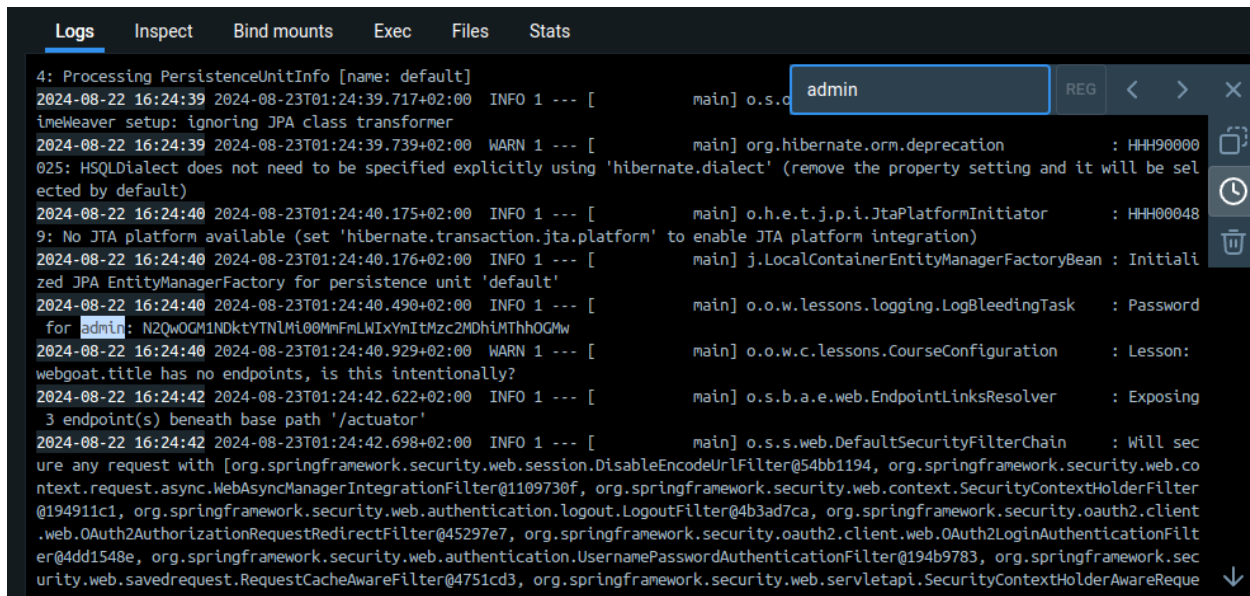 Logs Inspect Bind mounts Exec Files Stats
4: Processing PersistenceUnitInfo [name: default]
admin REG
2024-08-22 16:24:39 2024-08-23T01:24:39.717+02:00 INFO 1 --- [ main] o.s.o
imeWeaver setup: ignoring JPA class transformer
2024-08-22 16:24:39 2024-08-23T01:24:39.739+02:00 WARN 1 --- [ main] org.hibernate.orm.deprecation : HHH90000
025: HSQLDialect does not need to be specified explicitly using 'hibernate.dialect' (remove the property setting and it will be sel
ected by default)
2024-08-22 16:24:40 2024-08-23T01:24:40.175+02:00 INFO 1 --- [ main] o.h.e.t.j.p.i.JtaPlatformInitiator : HHH00048
9: No JTA platform available (set 'hibernate.transaction.jta.platform' to enable JTA platform integration)
2024-08-22 16:24:40 2024-08-23T01:24:40.176+02:00 INFO 1 --- [ main] j.LocalContainerEntityManagerFactoryBean : Initiali
zed JPA EntityManagerFactory for persistence unit 'default'
2024-08-22 16:24:40 2024-08-23T01:24:40.490+02:00 INFO 1 --- [ main] o.o.w.lessons.logging.LogBleedingTask : Password
for admin: N2QwOGM1NDktYTNlMi00MmFmLWIxYmItMzc2MDhiMThhOGMw
2024-08-22 16:24:40 2024-08-23T01:24:40.929+02:00 WARN 1 --- [ main] o.o.w.c.lessons.CourseConfiguration : Lesson:
webgoat.title has no endpoints, is this intentionally?
2024-08-22 16:24:42 2024-08-23T01:24:42.622+02:00 INFO 1 --- [ main] o.s.b.a.e.web.EndpointLinksResolver : Exposing
3 endpoint(s) beneath base path '/actuator'
2024-08-22 16:24:42 2024-08-23T01:24:42.698+02:00 INFO 1 --- [ main] o.s.s.web.DefaultSecurityFilterChain : Will sec
ure any request with [org.springframework.security.web.session.DisableEncodeUrlFilter@54bb1194, org.springframework.security.web.co
ntext.request.async.WebAsyncManagerIntegrationFilter@1109730f, org.springframework.security.web.context.SecurityContextHolderFilter
@194911c1, org.springframework.security.web.authentication.logout.LogoutFilter@4b3ad7ca, org.springframework.security.oauth2.client
.web.OAuth2AuthorizationRequestRedirectFilter@45297e7, org.springframework.security.oauth2.client.web.OAuth2LoginAuthenticationFilt
er@4dd1548e, org.springframework.security.web.authentication.UsernamePasswordAuthenticationFilter@194b9783, org.springframework.sec
urity.web.savedrequest.RequestCacheAwareFilter@4751cd3, org.springframework.security.web.servletapi.SecurityContextHolderAwareReque